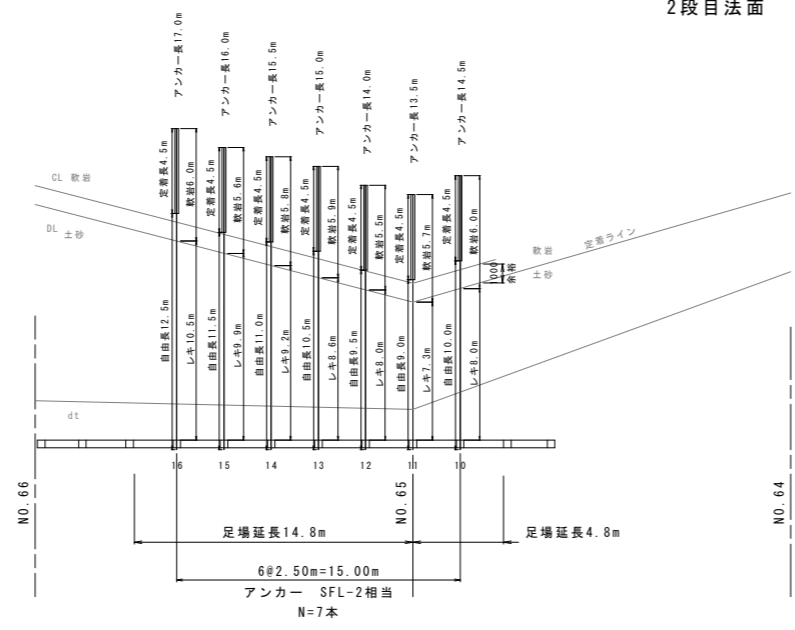 2段目法面
アンカー長17.0m
アンカー長16.0m
アンカー長15.5m
アンカー長15.0m
アンカー長14.0m
アンカー長13.5m
アンカー長14.5m
定着長4.5m
軟岩6.0m
定着長4.5m
軟岩5.6m
定着長4.5m
軟岩5.8m
定着長4.5m
軟岩5.9m
定着長4.5m
軟岩5.5m
定着長4.5m
軟岩5.7m
定着長4.5m
軟岩6.0m
CL 軟岩
DL 土砂
軟岩
土砂
1000
余裕
定着ライン
自由長12.5m
レキ10.5m
自由長11.5m
レキ9.9m
自由長11.0m
レキ9.2m
自由長10.5m
レキ8.6m
自由長9.5m
レキ8.0m
自由長9.0m
レキ7.3m
自由長10.0m
レキ8.0m
dt
16 15 14 13 12 11 10
NO.66
NO.65
NO.64
足場延長14.8m
足場延長4.8m
6@2.50m=15.00m
アンカー SFL-2相当
N=7本